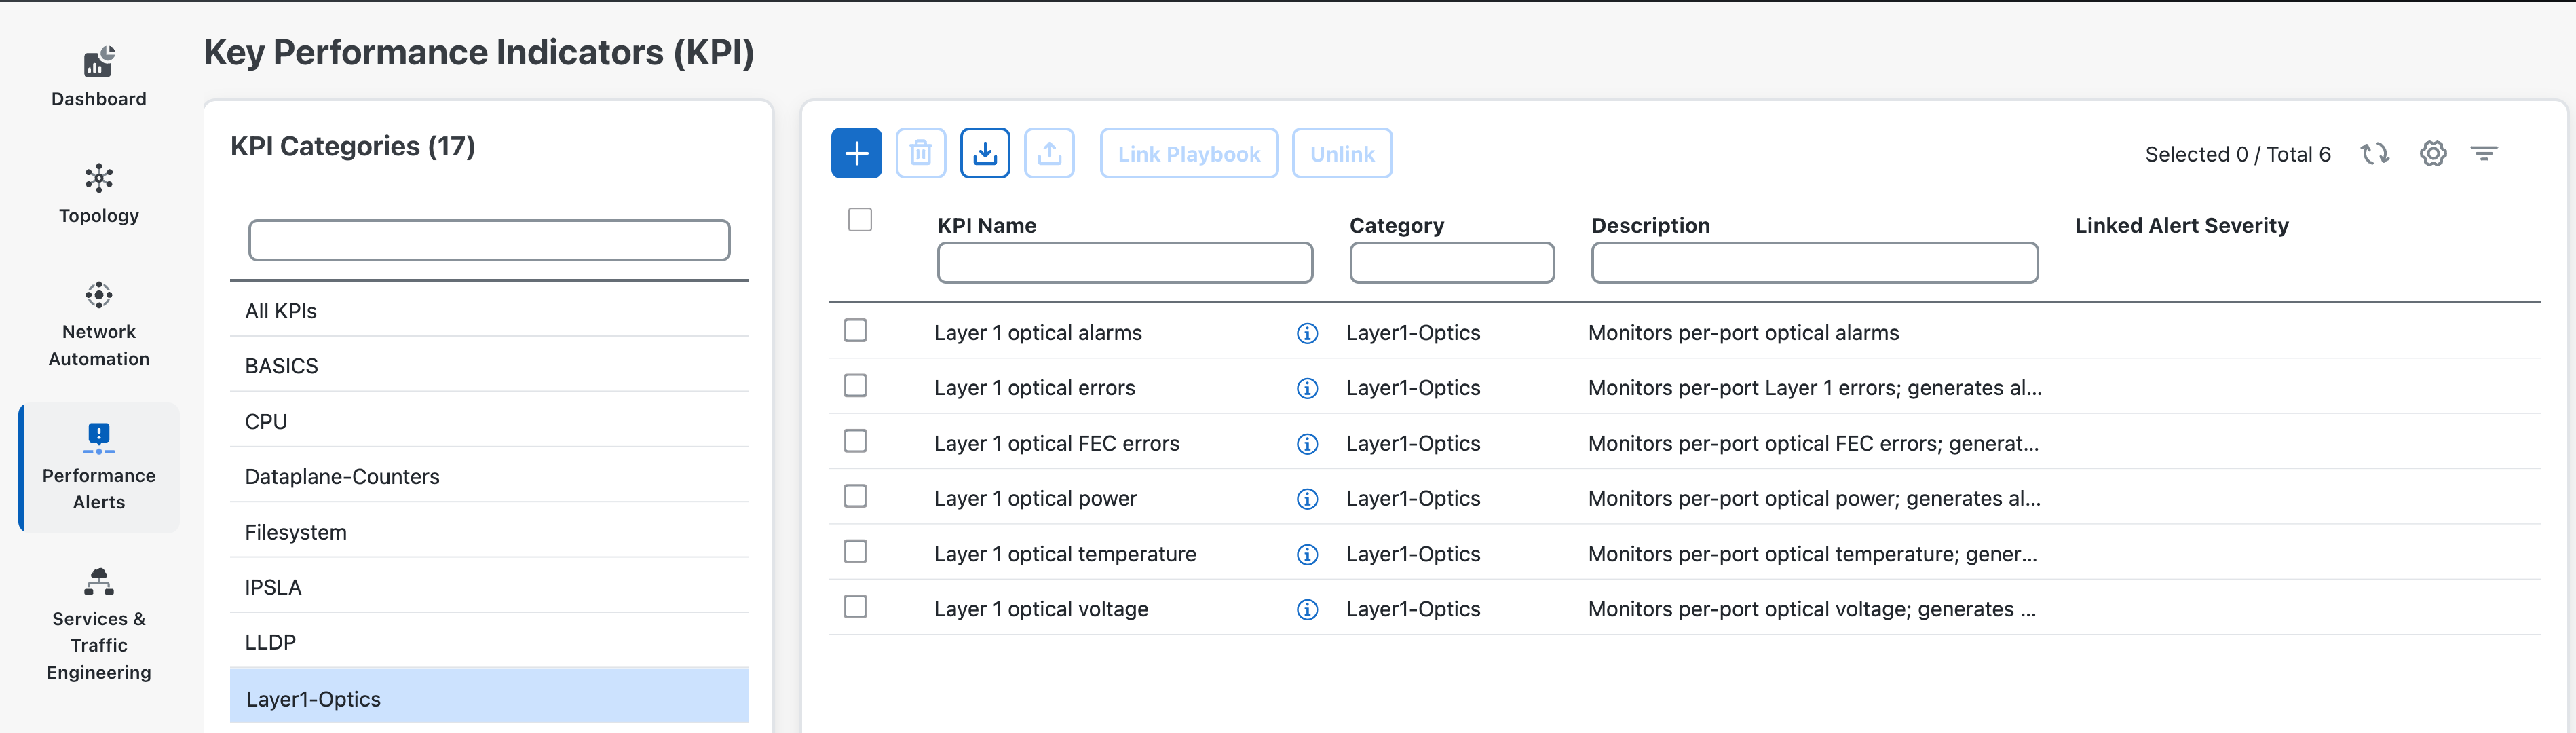 Key Performance Indicators (KPI)
Dashboard
Topology
Network
Automation
Performance
Alerts
Services &
Traffic
Engineering
KPI Categories (17)
All KPIs
BASICS
CPU
Dataplane-Counters
Filesystem
IPSLA
LLDP
Layer1-Optics
Link Playbook
Unlink
Selected 0 / Total 6
KPI Name Category Description Linked Alert Severity
Layer 1 optical alarms Layer1-Optics Monitors per-port optical alarms
Layer 1 optical errors Layer1-Optics Monitors per-port Layer 1 errors; generates al...
Layer 1 optical FEC errors Layer1-Optics Monitors per-port optical FEC errors; generat...
Layer 1 optical power Layer1-Optics Monitors per-port optical power; generates al...
Layer 1 optical temperature Layer1-Optics Monitors per-port optical temperature; gener...
Layer 1 optical voltage Layer1-Optics Monitors per-port optical voltage; generates ...